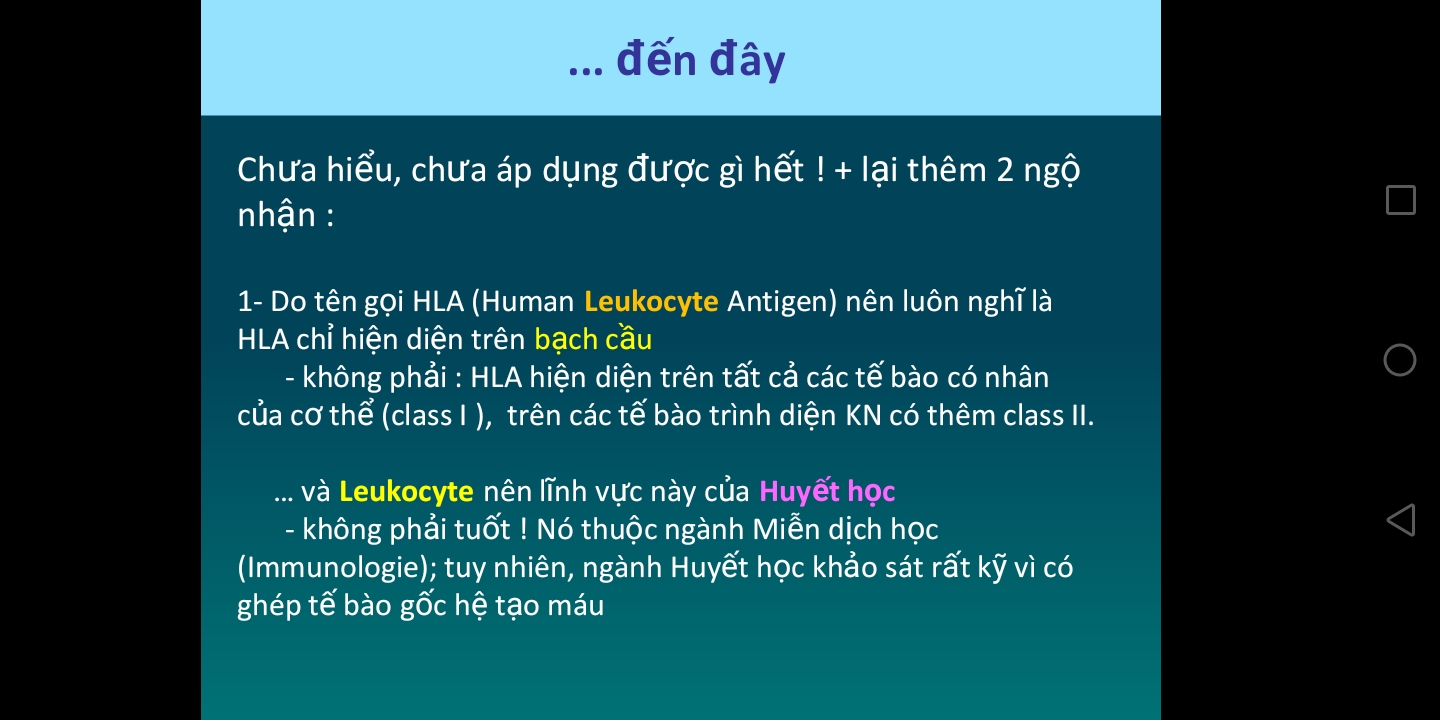 ... đến đây
Chưa hiểu, chưa áp dụng được gì hết ! + lại thêm 2 ngộ
nhận :
1- Do tên gọi HLA (Human Leukocyte Antigen) nên luôn nghĩ là
HLA chỉ hiện diện trên bạch cầu
- không phải : HLA hiện diện trên tất cả các tế bào có nhân
của cơ thể (class I ), trên các tế bào trình diện KN có thêm class II.
... và Leukocyte nên lĩnh vực này của Huyết học
- không phải tuốt ! Nó thuộc ngành Miễn dịch học
(Immunologie); tuy nhiên, ngành Huyết học khảo sát rất kỹ vì có
ghép tế bào gốc hệ tạo máu